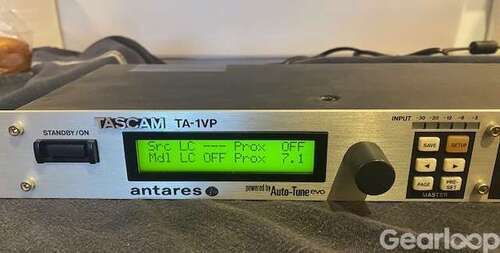 STANDBY/ON
TASCAM TA-1VP
Src LC --- Prox OFF
Mdl LC OFF Prox 7.1
antares
powered by Auto-Tune evo
INPUT -30 -20 -12 -6 -3
SAVE SETUP
PAGE PRE-SET
MASTER
Gearloop